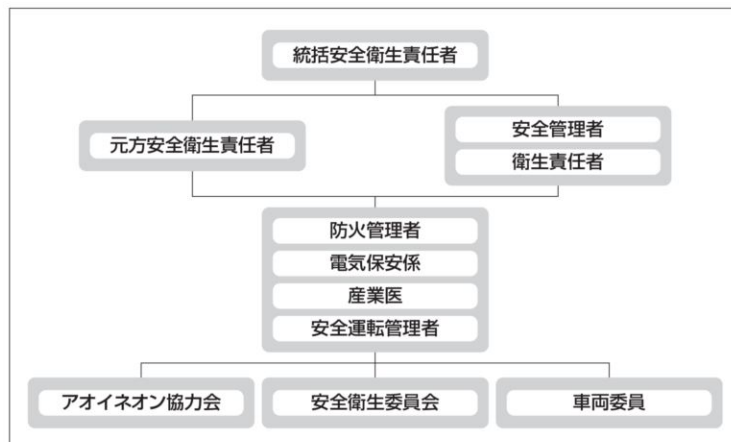 統括安全衛生責任者
元方安全衛生責任者
安全管理者
衛生責任者
防火管理者
電気保安係
産業医
安全運転管理者
アオイネオン協力会
安全衛生委員会
車両委員